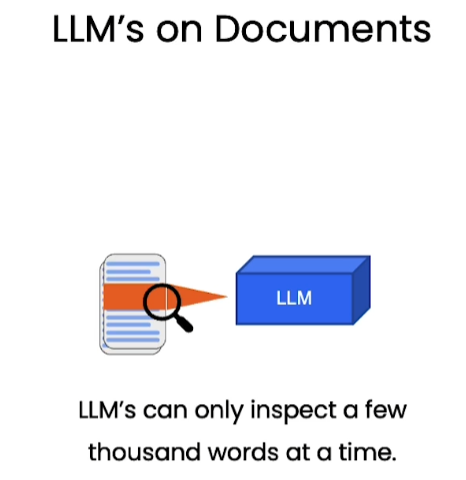 LLM's on Documents
LLM
LLM's can only inspect a few
thousand words at a time.